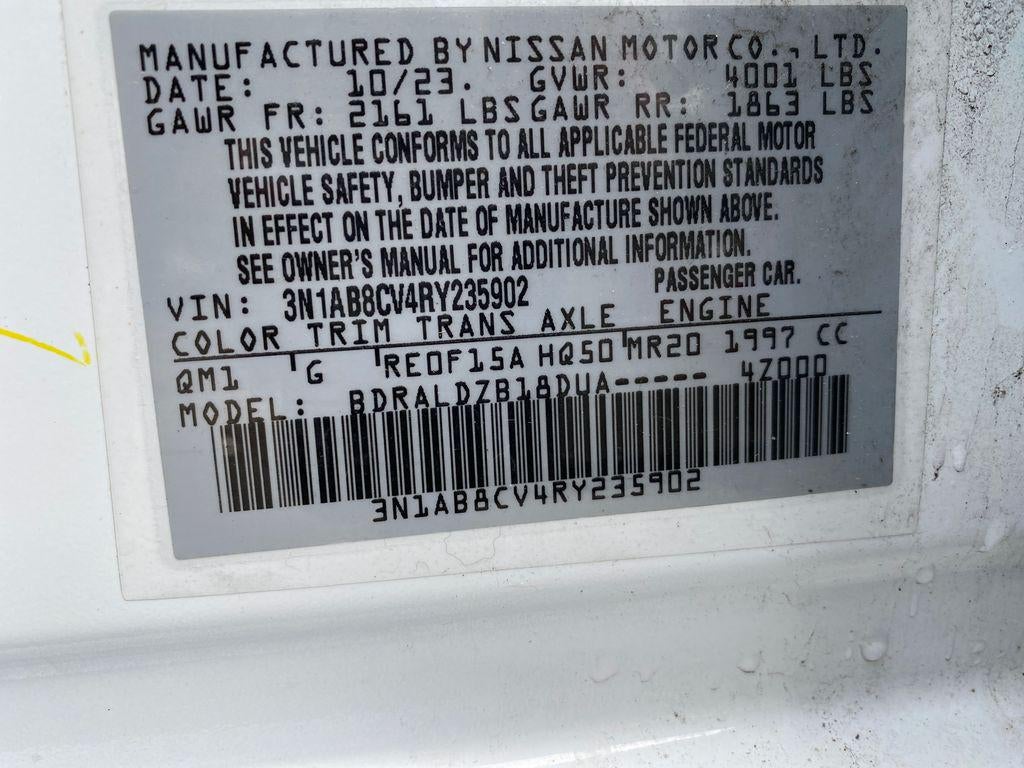 MANUFACTURED BY NISSAN MOTOR CO., LTD.
DATE: 10/23. GVWR: 4001 LBS
GAWR FR: 2161 LBS GAWR RR: 1863 LBS
THIS VEHICLE CONFORMS TO ALL APPLICABLE FEDERAL MOTOR
VEHICLE SAFETY, BUMPER AND THEFT PREVENTION STANDARDS
IN EFFECT ON THE DATE OF MANUFACTURE SHOWN ABOVE.
SEE OWNER'S MANUAL FOR ADDITIONAL INFORMATION.
VIN: 3N1AB8CV4RY235902 PASSENGER CAR.
COLOR TRIM TRANS AXLE ENGINE
QM1 G RE0F15A HQ50 MR20 1997 CC
MODEL: BDRALDZB18DUA----- 4Z000
3N1AB8CV4RY235902